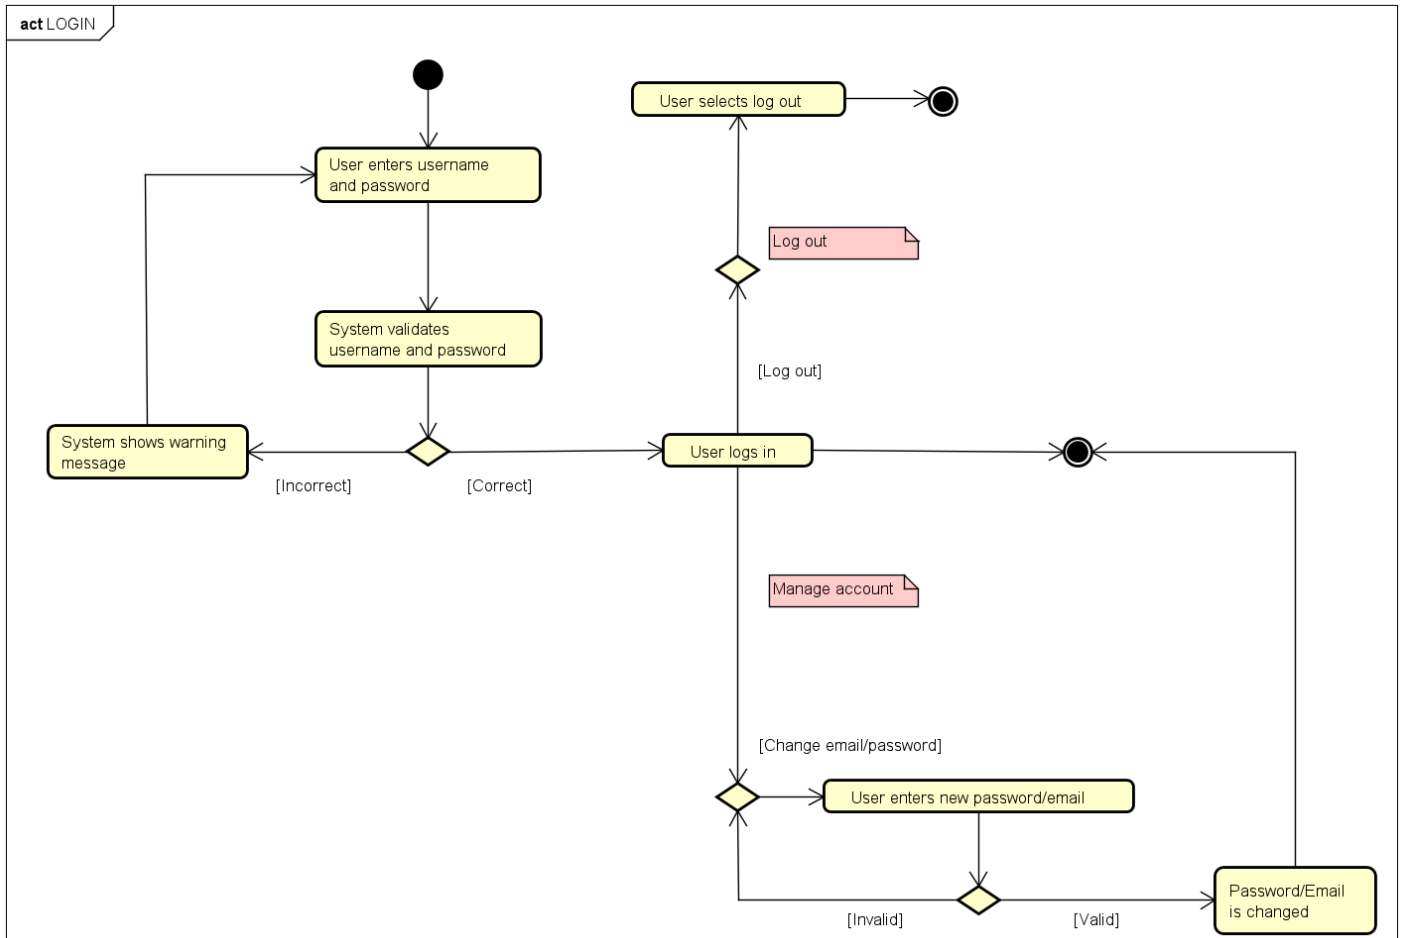 act LOGIN
User selects log out
User enters username
and password
Log out
System validates
username and password
[Log out]
System shows warning
message
User logs in
[Incorrect]
[Correct]
Manage account
[Change email/password]
User enters new password/email
Password/Email
is changed
[Invalid]
[Valid]